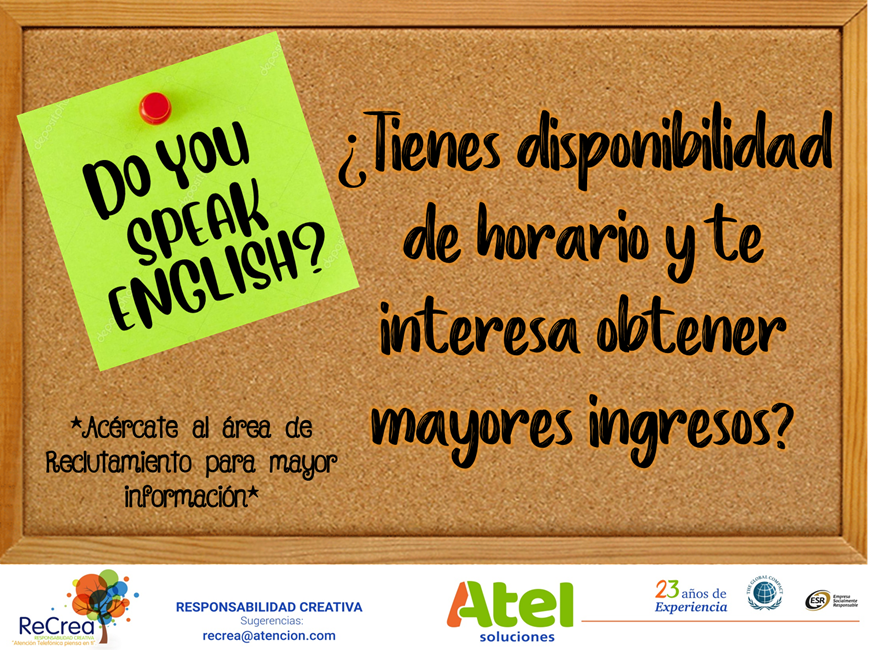 DO YOU
SPEAK
ENGLISH?
¿Tienes disponibilidad
de horario y te
interesa obtener
mayores ingresos?
*Acércate al área de
Reclutamiento para mayor
información*
ReCrea
RESPONSABILIDAD CREATIVA
"Atención Telefónica piensa en ti"
RESPONSABILIDAD CREATIVA
Sugerencias:
recrea@atencion.com
Atel
soluciones
23 años de
Experiencia
THE GLOBAL COMPACT
ESR
Empresa
Socialmente
Responsable